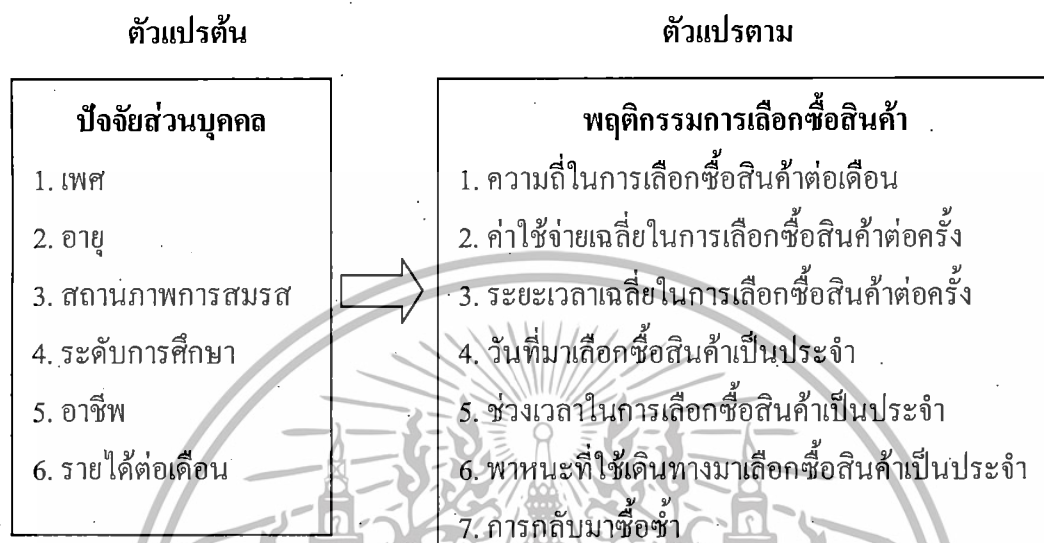 ตัวแปรต้น
ตัวแปรตาม
ปัจจัยส่วนบุคคล
1. เพศ
2. อายุ
3. สถานภาพการสมรส
4. ระดับการศึกษา
5. อาชีพ
6. รายได้ต่อเดือน
พฤติกรรมการเลือกซื้อสินค้า
1. ความถี่ในการเลือกซื้อสินค้าต่อเดือน
2. ค่าใช้จ่ายเฉลี่ยในการเลือกซื้อสินค้าต่อครั้ง
3. ระยะเวลาเฉลี่ยในการเลือกซื้อสินค้าต่อครั้ง
4. วันที่มาเลือกซื้อสินค้าเป็นประจำ
5. ช่วงเวลาในการเลือกซื้อสินค้าเป็นประจำ
6. พาหนะที่ใช้เดินทางมาเลือกซื้อสินค้าเป็นประจำ
7. การกลับมาซื้อซ้ำ